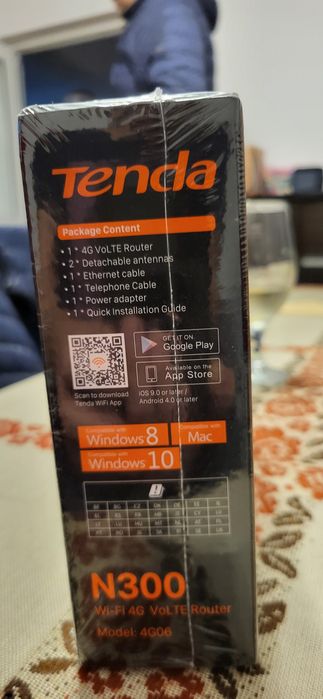 Tenda
Package Content
• 1 * 4G VoLTE Router
• 2 * Detachable antennas
• 1 * Ethernet cable
• 1 * Telephone Cable
• 1 * Power adapter
• 1 * Quick Installation Guide
GET IT ON
Google Play
Available on the
App Store
Scan to download
Tenda WiFi App
iOS 9.0 or later /
Android 4.0 or later
Compatible with
Windows 8
Compatible with
Mac
Compatible with
Windows 10
N300
Wi-Fi 4G VoLTE Router
Model: 4G06